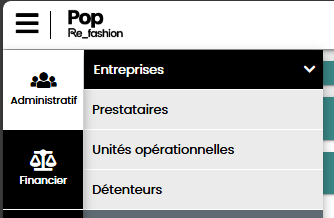 Pop
Re_fashion
Administratif
Financier
Entreprises
Prestataires
Unités opérationnelles
Détenteurs